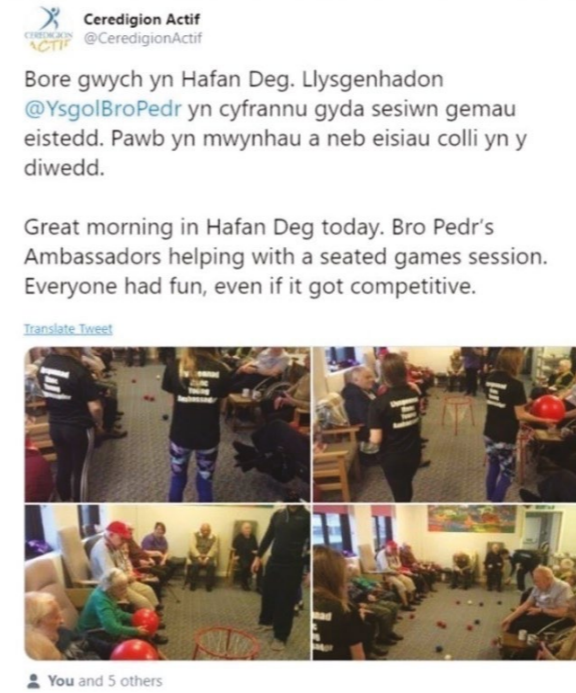 Ceredigion Actif
CEREDIGION
ACTIF
@CeredigionActif
Bore gwych yn Hafan Deg. Llysgenhadon
@YsgolBroPedr yn cyfrannu gyda sesiwn gemau
eistedd. Pawb yn mwynhau a neb eisiau colli yn y
diwedd.
Great morning in Hafan Deg today. Bro Pedr's
Ambassadors helping with a seated games session.
Everyone had fun, even if it got competitive.
Translate Tweet
You and 5 others